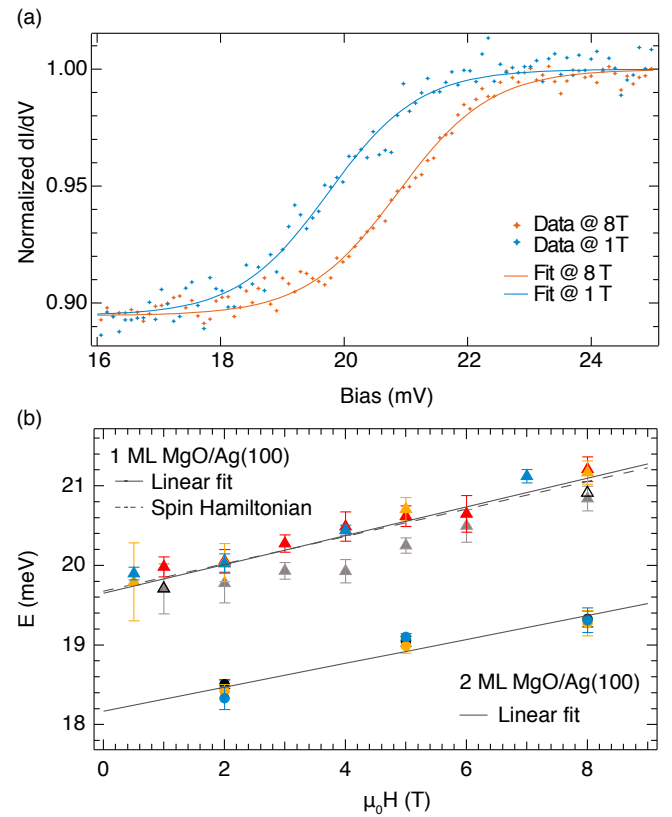 (a)
1.00
0.95
0.90
Normalized dI/dV
Data @ 8T
Data @ 1T
Fit @ 8 T
Fit @ 1 T
16 18 20 22 24
Bias (mV)
(b)
1 ML MgO/Ag(100)
Linear fit
Spin Hamiltonian
21
20
19
18
E (meV)
2 ML MgO/Ag(100)
Linear fit
0 2 4 6 8
μ₀H (T)